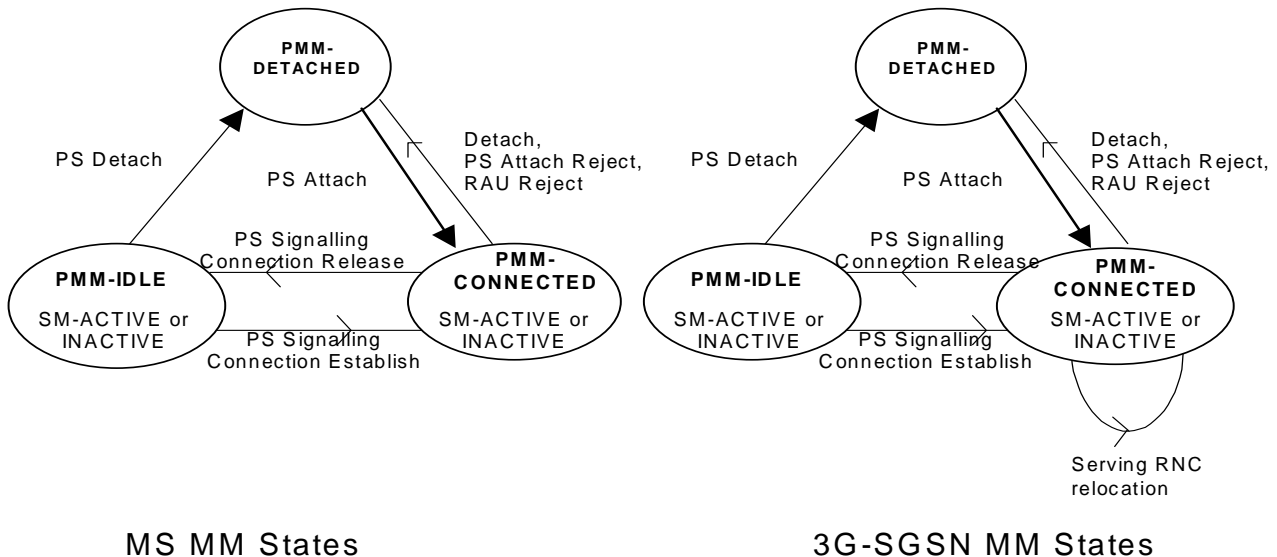 PMM-
DETACHED
PS Detach
PS Attach
Detach,
PS Attach Reject,
RAU Reject
PS Signalling
Connection Release
PMM-IDLE
SM-ACTIVE or
INACTIVE
PMM-
CONNECTED
SM-ACTIVE or
INACTIVE
PS Signalling
Connection Establish
MS MM States
PMM-
DETACHED
PS Detach
PS Attach
Detach,
PS Attach Reject,
RAU Reject
PS Signalling
Connection Release
PMM-IDLE
SM-ACTIVE or
INACTIVE
PMM-
CONNECTED
SM-ACTIVE or
INACTIVE
PS Signalling
Connection Establish
Serving RNC
relocation
3G-SGSN MM States